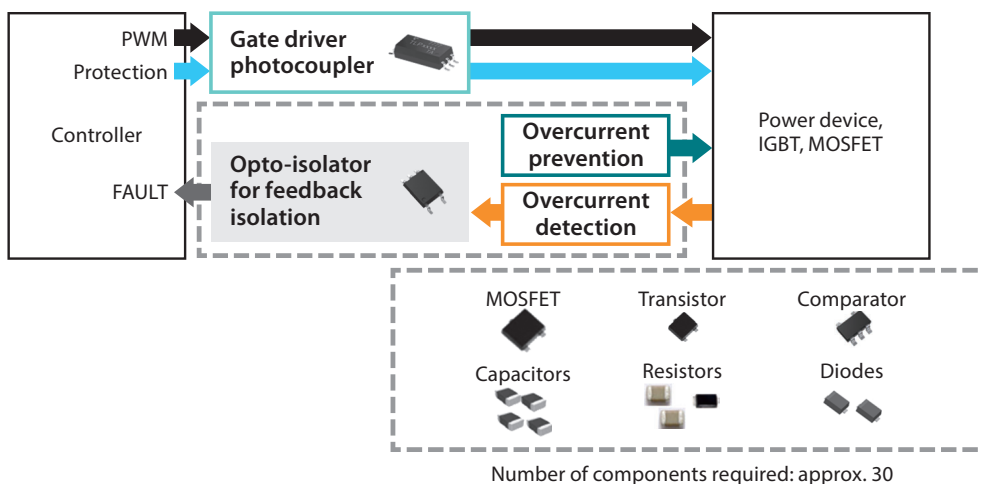 PWM
Protection
Controller
FAULT
Gate driver
photocoupler
Opto-isolator
for feedback
isolation
Overcurrent
prevention
Overcurrent
detection
Power device,
IGBT, MOSFET
MOSFET
Transistor
Comparator
Capacitors
Resistors
Diodes
Number of components required: approx. 30